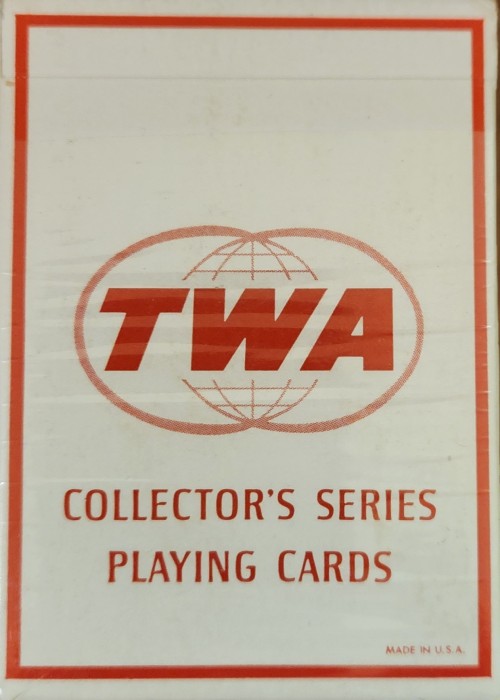 TWA
COLLECTOR'S SERIES
PLAYING CARDS
MADE IN U.S.A.